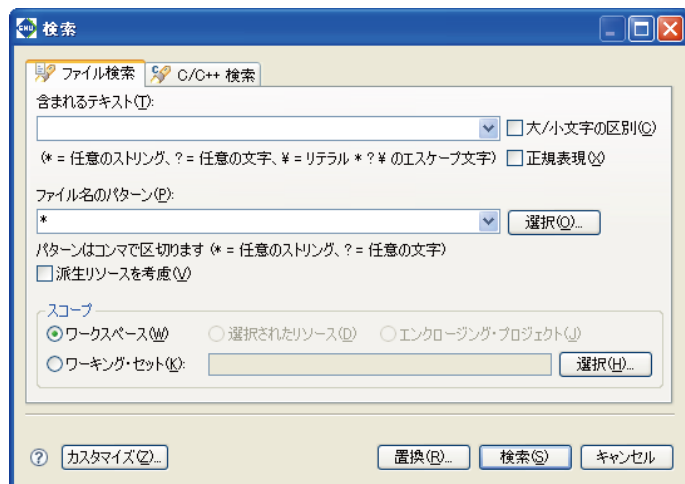 GNU 検索
ファイル検索 C/C++ 検索
含まれるテキスト(T):
大/小文字の区別(C)
(* = 任意のストリング、? = 任意の文字、¥ = リテラル * ? ¥ のエスケープ文字) 正規表現(X)
ファイル名のパターン(P):
* 選択(O)...
パターンはコンマで区切ります (* = 任意のストリング、? = 任意の文字)
派生リソースを考慮(V)
スコープ
ワークスペース(W) 選択されたリソース(D) エンクロージング・プロジェクト(J)
ワーキング・セット(K): 選択(H)...
? カスタマイズ(Z)... 置換(R)... 検索(S) キャンセル